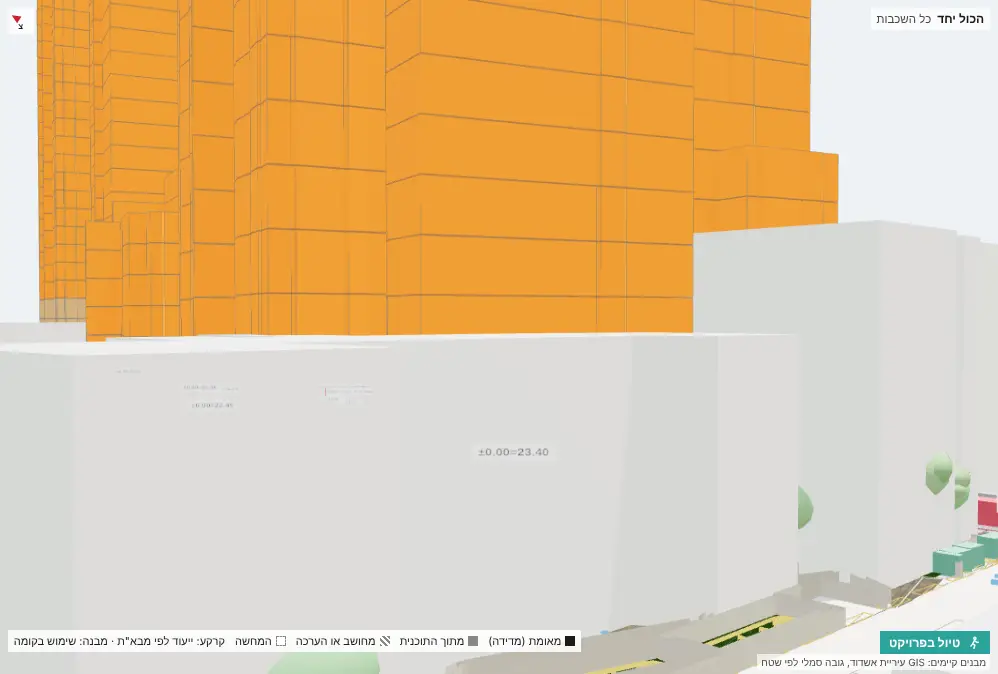 הכול יחד כל השכבות
צ
±0.00=23.40
מאומת (מדידה) מתוך התוכנית מחושב או הערכה המחשה קרקע: ייעוד לפי מבא"ת · מבנה: שימוש בקומה
טיול בפרויקט
מבנים קיימים: GIS עיריית אשדוד, גובה סמלי לפי שטח